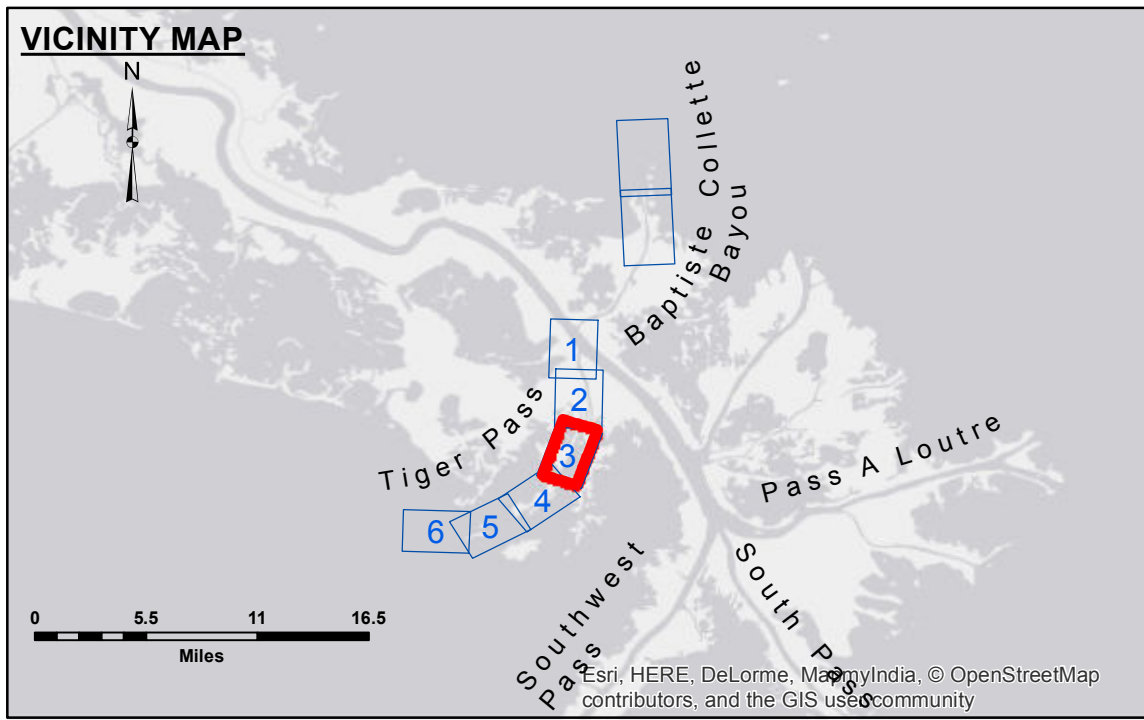 VICINITY MAP
N
Baptiste Collette
Bayou
1
2
Tiger Pass
3
Pass A Loutre
4
5
6
Southwest
Pass
South Pass
0 5.5 11 16.5
Miles
Esri, HERE, DeLorme, MapmyIndia, © OpenStreetMap
contributors, and the GIS user community